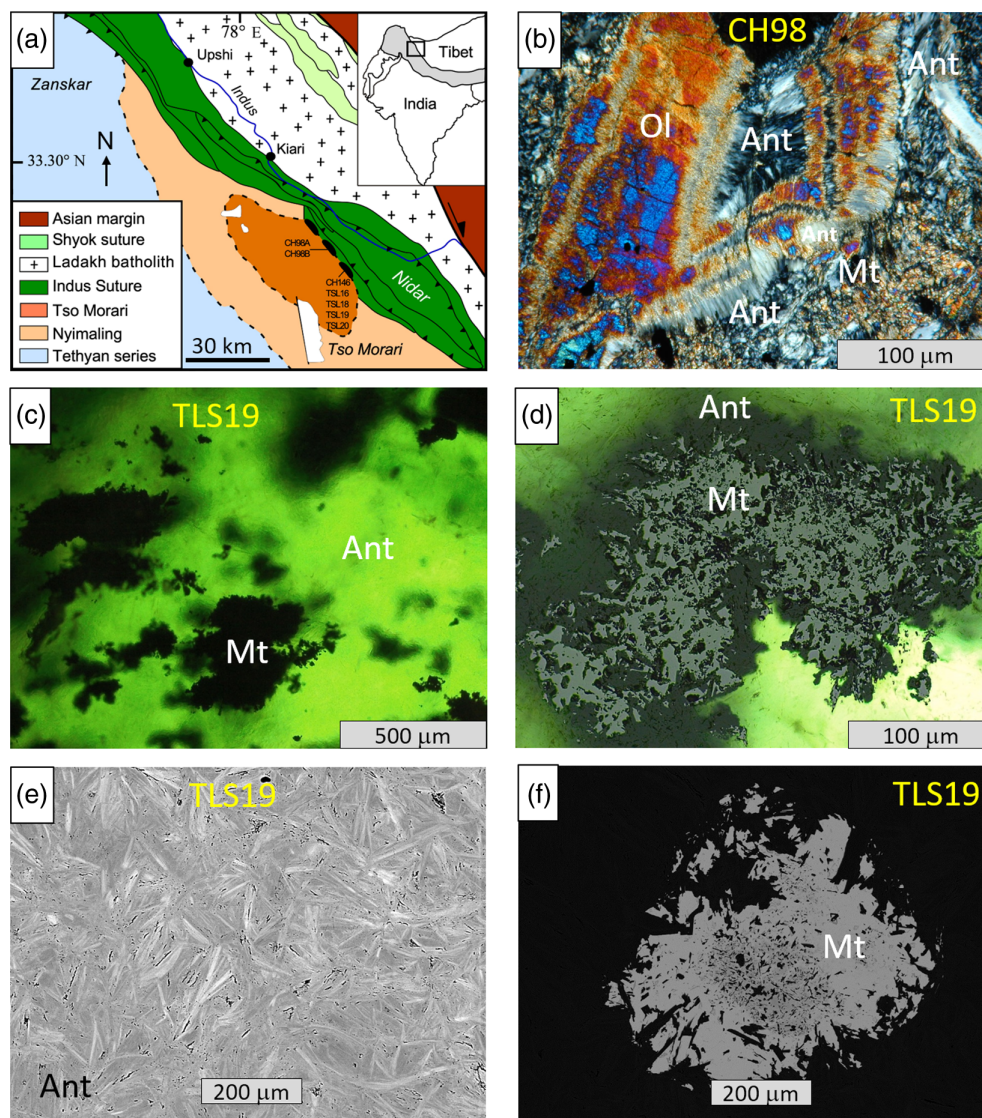 (a)
78° E
Upshi
Zanskar
Indus
Tibet
India
33.30° N
N
Kiari
Asian margin
Shyok suture
Ladakh batholith
Indus Suture
Tso Morari
Nyimaling
Tethyan series
CH98A
CH98B
CH146
TSL16
TSL18
TSL19
TSL20
Nidar
30 km
Tso Morari
(b)
CH98
Ant
Ol
Ant
Ant
Mt
Ant
100 μm
(c)
TLS19
Ant
Mt
500 μm
(d)
Ant
TLS19
Mt
100 μm
(e)
TLS19
Ant
200 μm
(f)
TLS19
Mt
200 μm